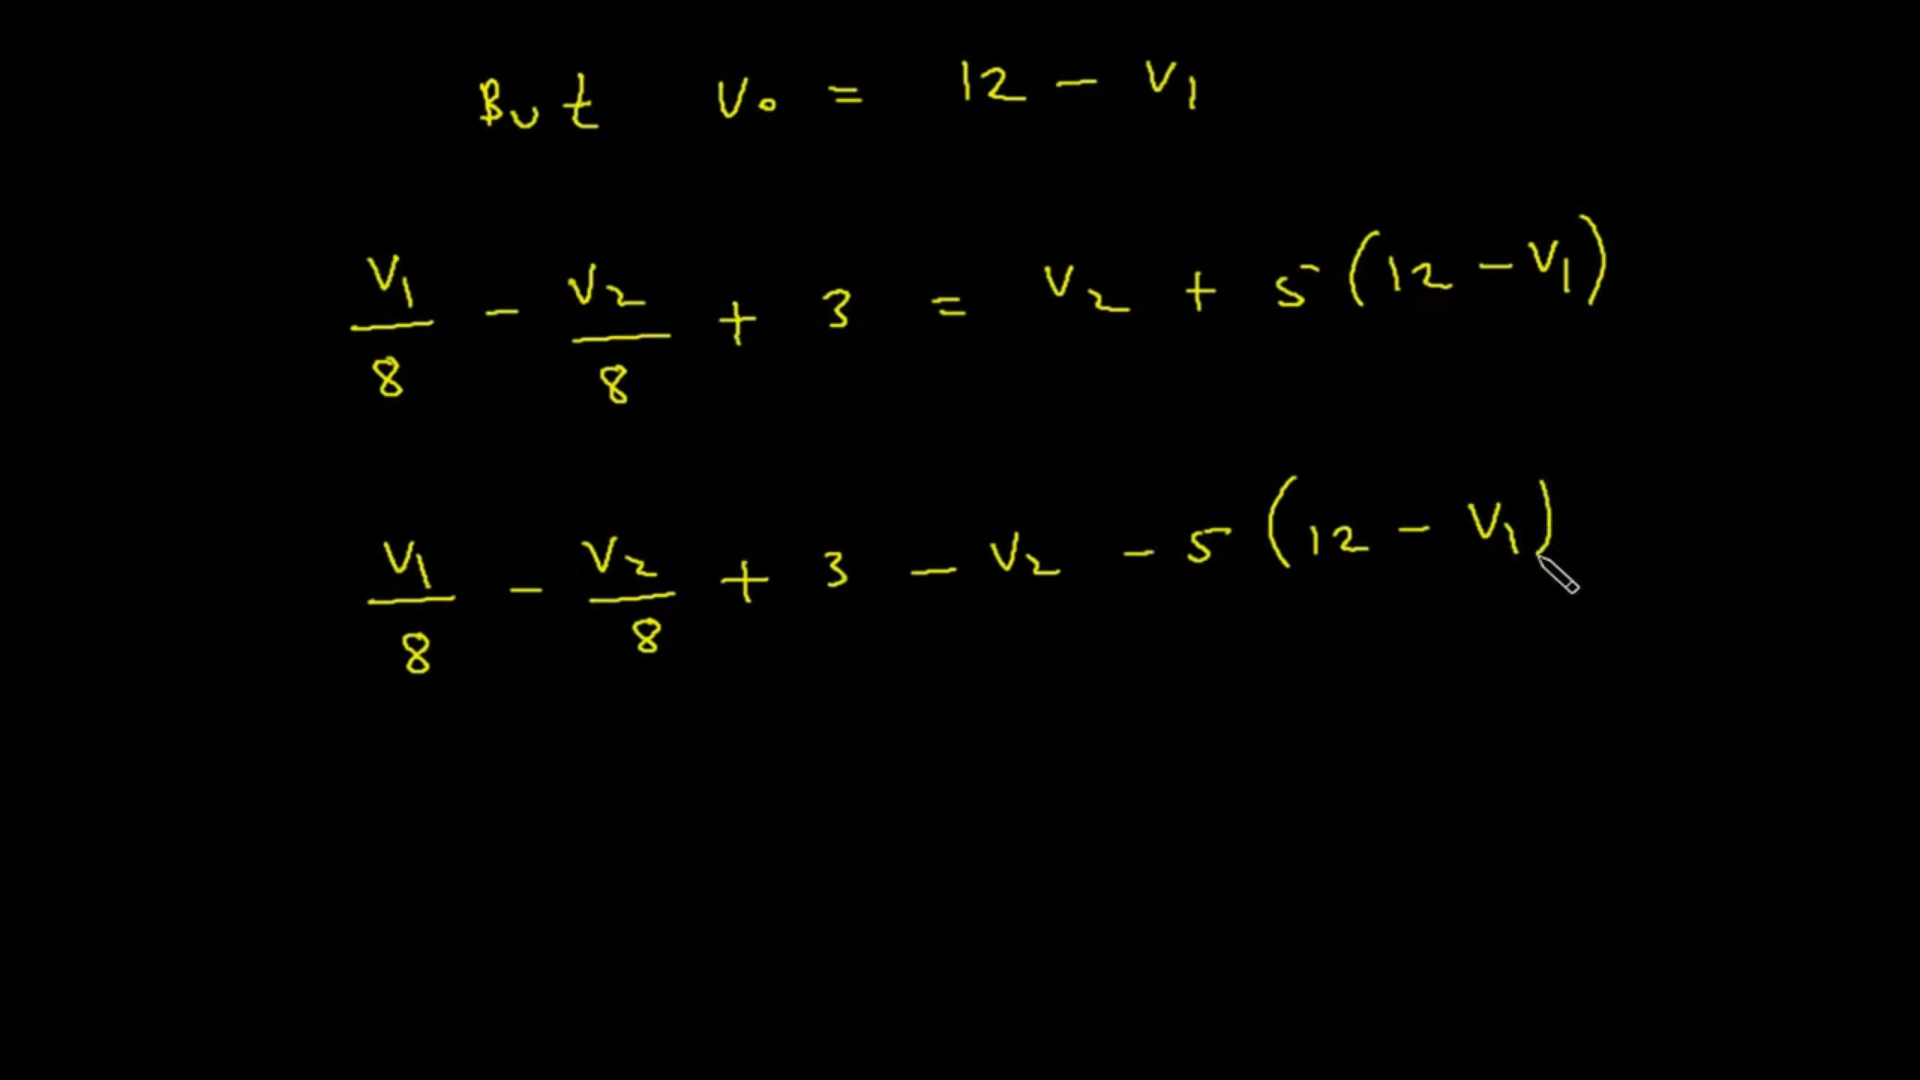 But V₀ = 12 - V₁
V₁/8 - V₂/8 + 3 = V₂ + 5(12 - V₁)
V₁/8 - V₂/8 + 3 - V₂ - 5(12 - V₁)